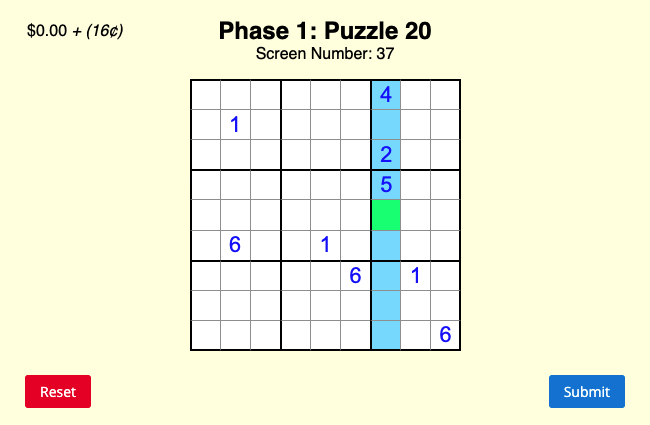 $0.00 + (16¢)
Phase 1: Puzzle 20
Screen Number: 37
4
1
2
5
6 1
6 1
6
Reset
Submit